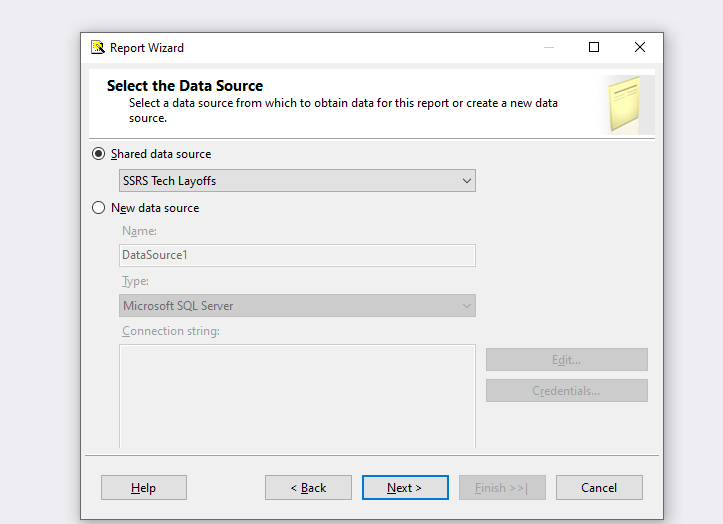 Report Wizard
Select the Data Source
Select a data source from which to obtain data for this report or create a new data
source.
Shared data source
SSRS Tech Layoffs
New data source
Name:
DataSource1
Type:
Microsoft SQL Server
Connection string:
Edit...
Credentials...
Help
< Back
Next >
Finish >>|
Cancel